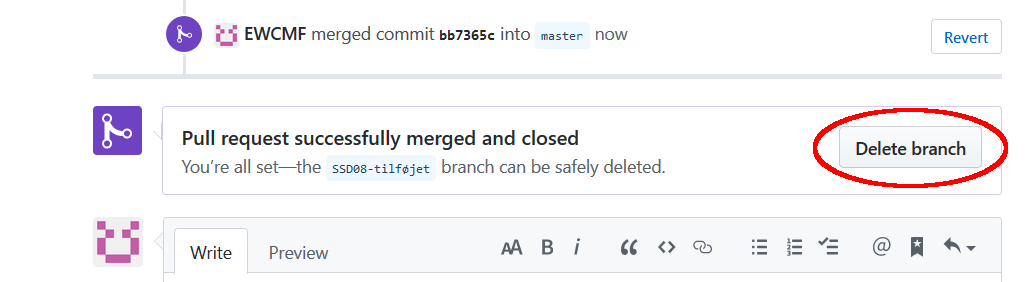 EWCMF merged commit bb7365c into master now
Revert
Pull request successfully merged and closed
You’re all set—the SSD08-tilføjet branch can be safely deleted.
Delete branch
Write
Preview
AA B i “ <> @